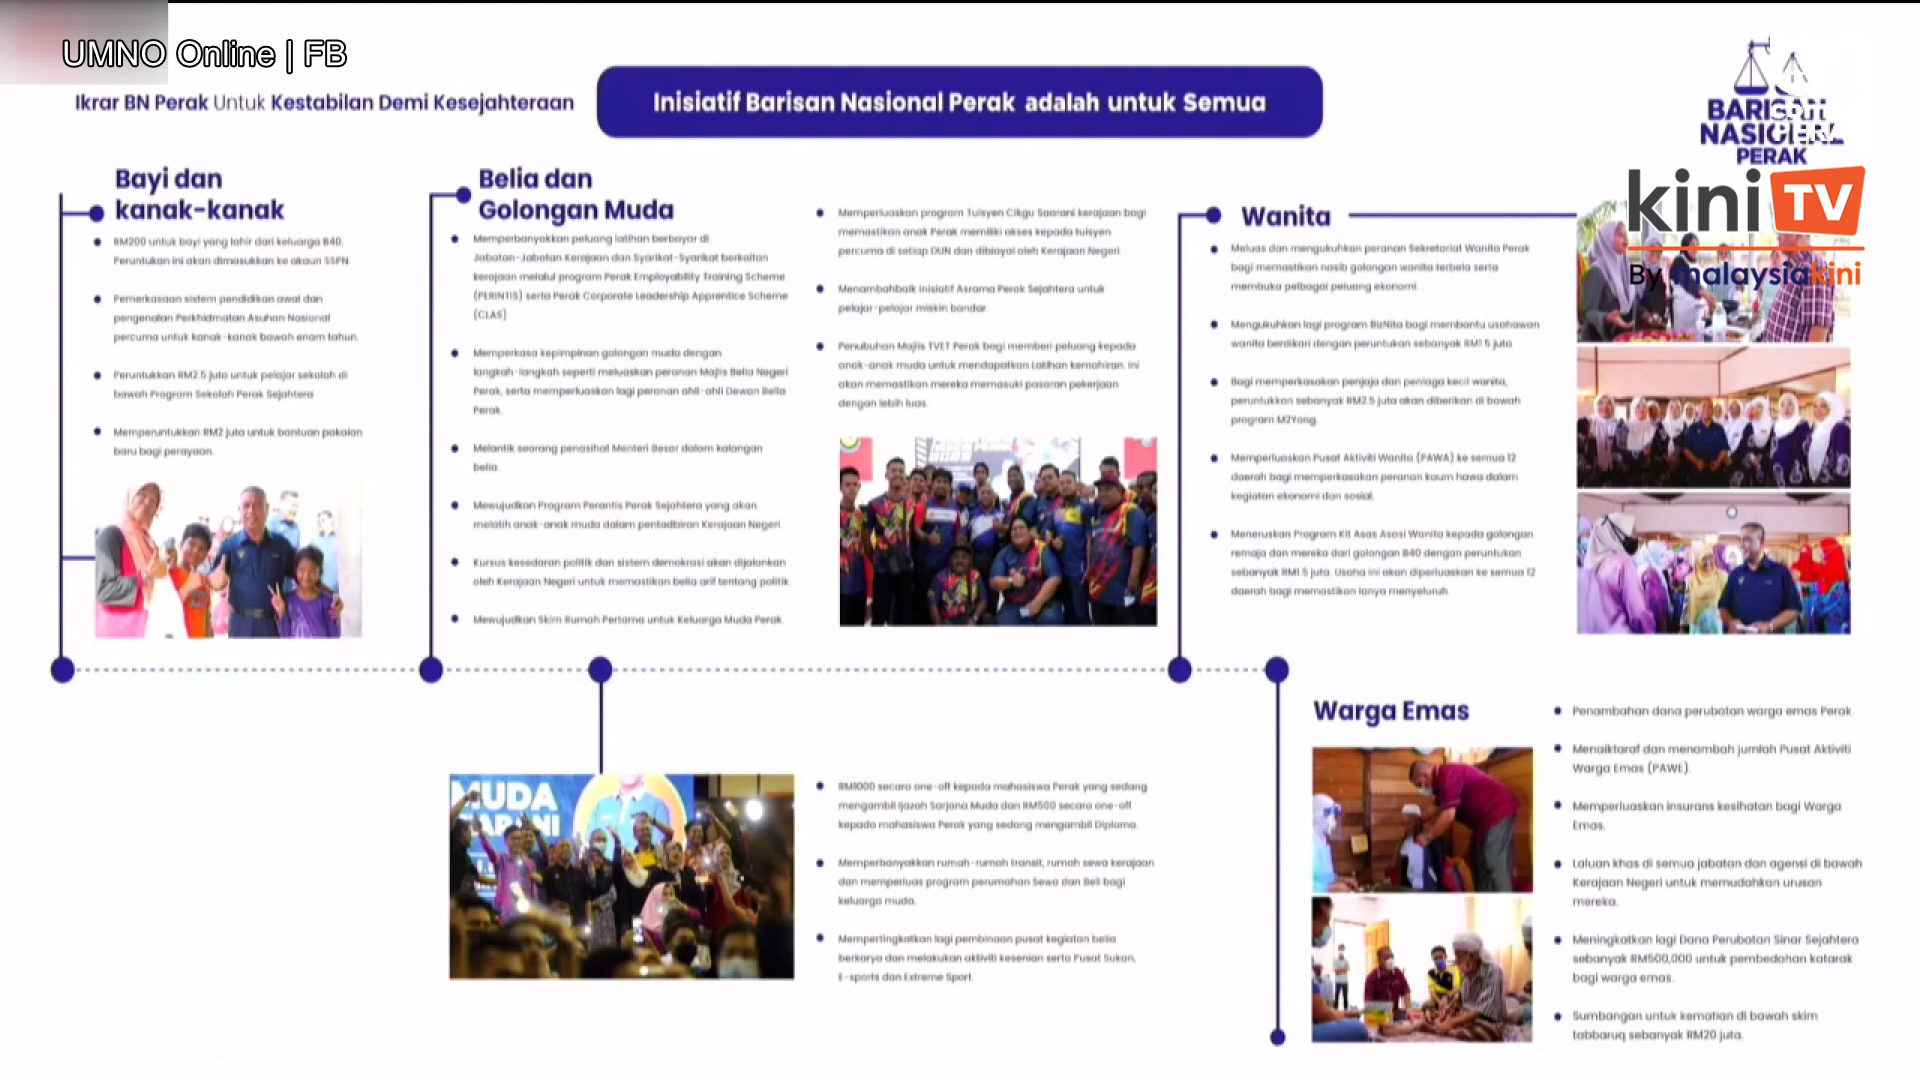 UMNO Online | FB
Ikrar BN Perak Untuk Kestabilan Demi Kesejahteraan
Inisiatif Barisan Nasional Perak adalah untuk Semua
BARISAN
NASIONAL
PERAK
kini TV
By malaysiakini
Bayi dan
kanak-kanak
RM200 untuk bayi yang lahir dari keluarga B40.
Peruntukan ini akan dimasukkan ke akaun SSPN.
Pemerkasaan sistem pendidikan awal dan
pengenalan Perkhidmatan Asuhan Nasional
percuma untuk kanak-kanak bawah enam tahun.
Peruntukkan RM2.5 juta untuk pelajar sekolah di
bawah Program Sekolah Perak Sejahtera
Memperuntukkan RM2 juta untuk bantuan pakaian
baru bagi perayaan.
Belia dan
Golongan Muda
Memperbanyakkan peluang latihan berbayar di
Jabatan-Jabatan Kerajaan dan Syarikat-Syarikat berkaitan
kerajaan melalui program Perak Employability Training Scheme
(PERINTIS) serta Perak Corporate Leadership Apprentice Scheme
(CLAS)
Memperkasa kepimpinan golongan muda dengan
langkah-langkah seperti meluaskan peranan Majlis Belia Negeri
Perak, serta memperluaskan lagi peranan ahli-ahli Dewan Belia
Perak.
Melantik seorang penasihat Menteri Besar dalam kalangan
belia.
Mewujudkan Program Perantis Perak Sejahtera yang akan
melatih anak-anak muda dalam pentadbiran Kerajaan Negeri.
Kursus kesedaran politik dan sistem demokrasi akan dijalankan
oleh Kerajaan Negeri untuk memastikan belia arif tentang politik.
Mewujudkan Skim Rumah Pertama untuk Keluarga Muda Perak.
Memperluaskan program Tuisyen Cikgu Saarani kerajaan bagi
memastikan anak Perak memiliki akses kepada tuisyen
percuma di setiap DUN dan dibiayai oleh Kerajaan Negeri.
Menambahbaik Inisiatif Asrama Perak Sejahtera untuk
pelajar-pelajar miskin bandar.
Penubuhan Majlis TVET Perak bagi memberi peluang kepada
anak-anak muda untuk mendapatkan Latihan kemahiran. Ini
akan memastikan mereka memasuki pasaran pekerjaan
dengan lebih luas.
RM1000 secara one-off kepada mahasiswa Perak yang sedang
mengambil Ijazah Sarjana Muda dan RM500 secara one-off
kepada mahasiswa Perak yang sedang mengambil Diploma.
Memperbanyakkan rumah-rumah transit, rumah sewa kerajaan
dan memperluas program perumahan Sewa dan Beli bagi
keluarga muda.
Mempertingkatkan lagi pembinaan pusat kegiatan belia
berkarya dan melakukan aktiviti kesenian serta Pusat Sukan,
E-sports dan Extreme Sport.
MUDA
Wanita
Meluas dan mengukuhkan peranan Sekretariat Wanita Perak
bagi memastikan nasib golongan wanita terbela serta
membuka pelbagai peluang ekonomi.
Mengukuhkan lagi program BizNita bagi membantu usahawan
wanita berdikari dengan peruntukan sebanyak RM1.5 juta
Bagi memperkasakan penjaja dan peniaga kecil wanita,
peruntukkan sebanyak RM2.5 juta akan diberikan di bawah
program M2Yong.
Memperluaskan Pusat Aktiviti Wanita (PAWA) ke semua 12
daerah bagi memperkasakan peranan kaum hawa dalam
kegiatan ekonomi dan sosial.
Meneruskan Program Kit Asas Asasi Wanita kepada golongan
remaja dan mereka dari golongan B40 dengan peruntukan
sebanyak RM1.5 juta. Usaha ini akan diperluaskan ke semua 12
daerah bagi memastikan ianya menyeluruh.
Warga Emas
Penambahan dana perubatan warga emas Perak.
Menaiktaraf dan menambah jumlah Pusat Aktiviti
Warga Emas (PAWE).
Memperluaskan insurans kesihatan bagi Warga
Emas.
Laluan khas di semua jabatan dan agensi di bawah
Kerajaan Negeri untuk memudahkan urusan
mereka.
Meningkatkan lagi Dana Perubatan Sinar Sejahtera
sebanyak RM500,000 untuk pembedahan katarak
bagi warga emas.
Sumbangan untuk kematian di bawah skim
tabbaruq sebanyak RM20 juta.